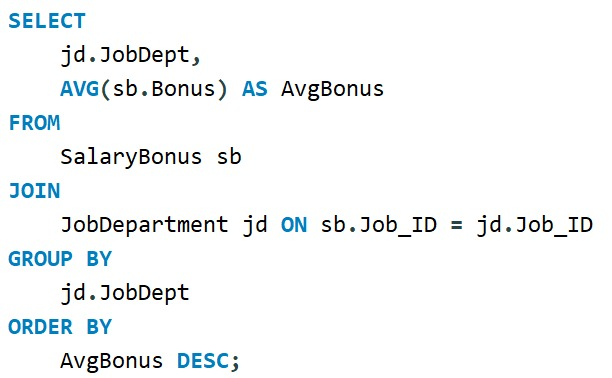 SELECT
jd.JobDept,
AVG(sb.Bonus) AS AvgBonus
FROM
SalaryBonus sb
JOIN
JobDepartment jd ON sb.Job_ID = jd.Job_ID
GROUP BY
jd.JobDept
ORDER BY
AvgBonus DESC;